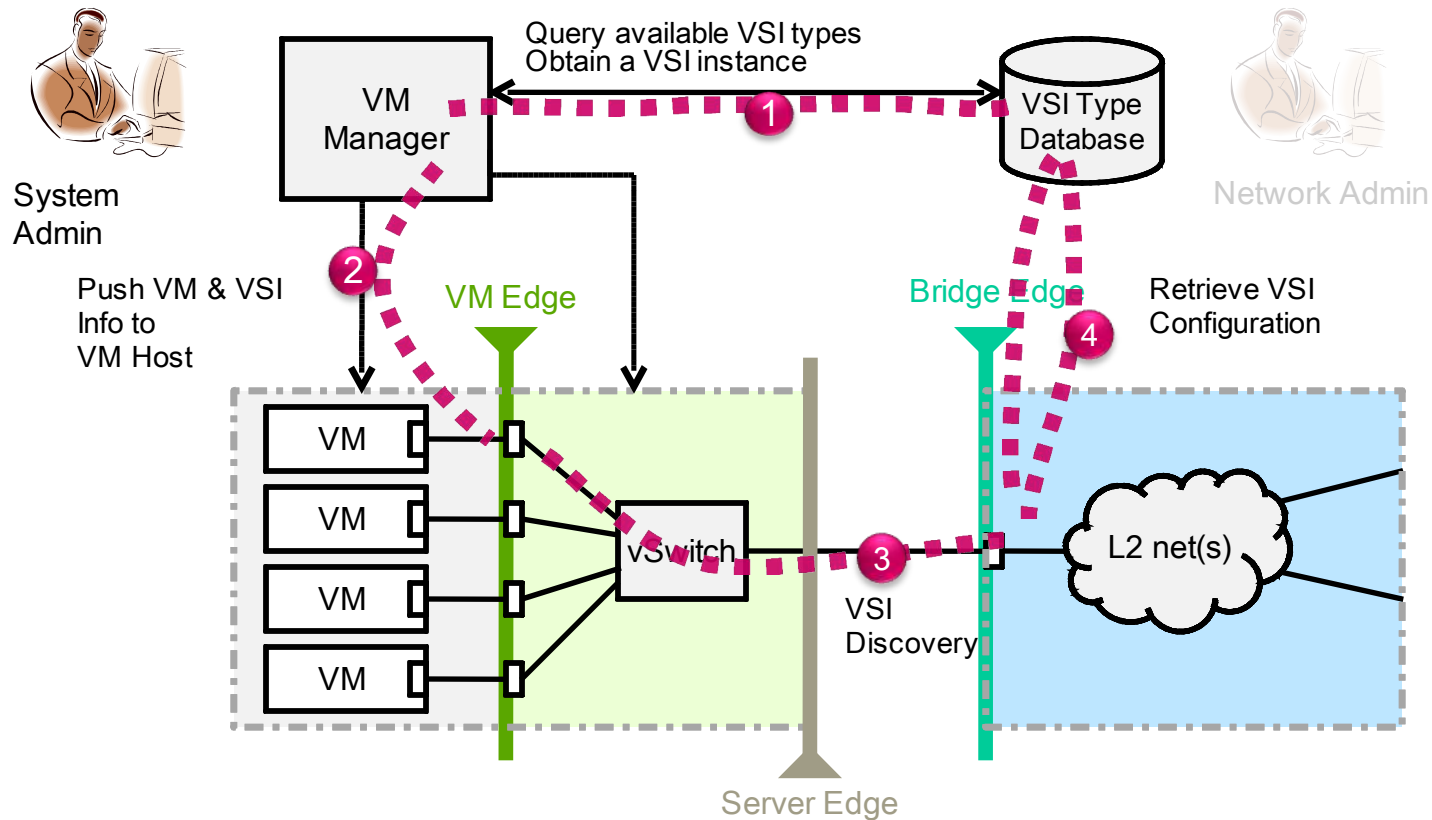 Query available VSI types
Obtain a VSI instance
VM
Manager
1
VSI Type
Database
System
Admin
Network Admin
2
Push VM & VSI
Info to
VM Host
VM Edge
Bridge Edge
Retrieve VSI
Configuration
4
VM
VM
VM
VM
vSwitch
3
VSI
Discovery
L2 net(s)
Server Edge